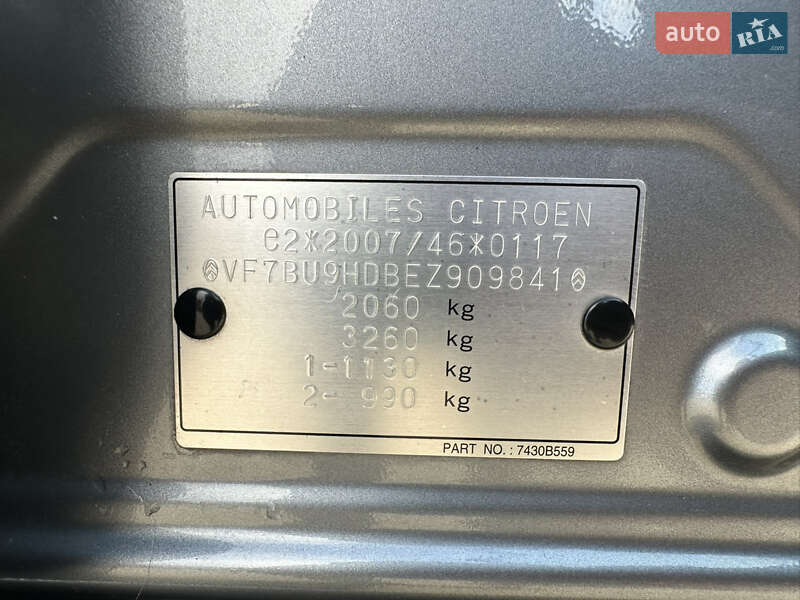 auto RIA .com
AUTOMOBILES CITROEN
e2*2007/46*0117
VF7BU9HDBEZ909841
2060 kg
3260 kg
1-1130 kg
2- 990 kg
PART NO. : 7430B559